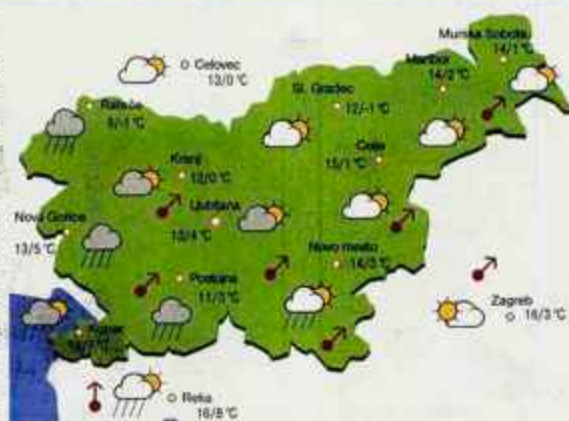 Murska Sobota
14/1 °C
Celovec
13/0 °C
Maribor
14/2 °C
Sl. Gradec
12/-1 °C
Rateče
Celje
15/1 °C
Kranj
12/0 °C
Ljubljana
13/4 °C
Nova Gorica
13/5 °C
Novo mesto
14/3 °C
Postojna
11/3 °C
Zagreb
16/3 °C
Koper
Reka
16/8 °C